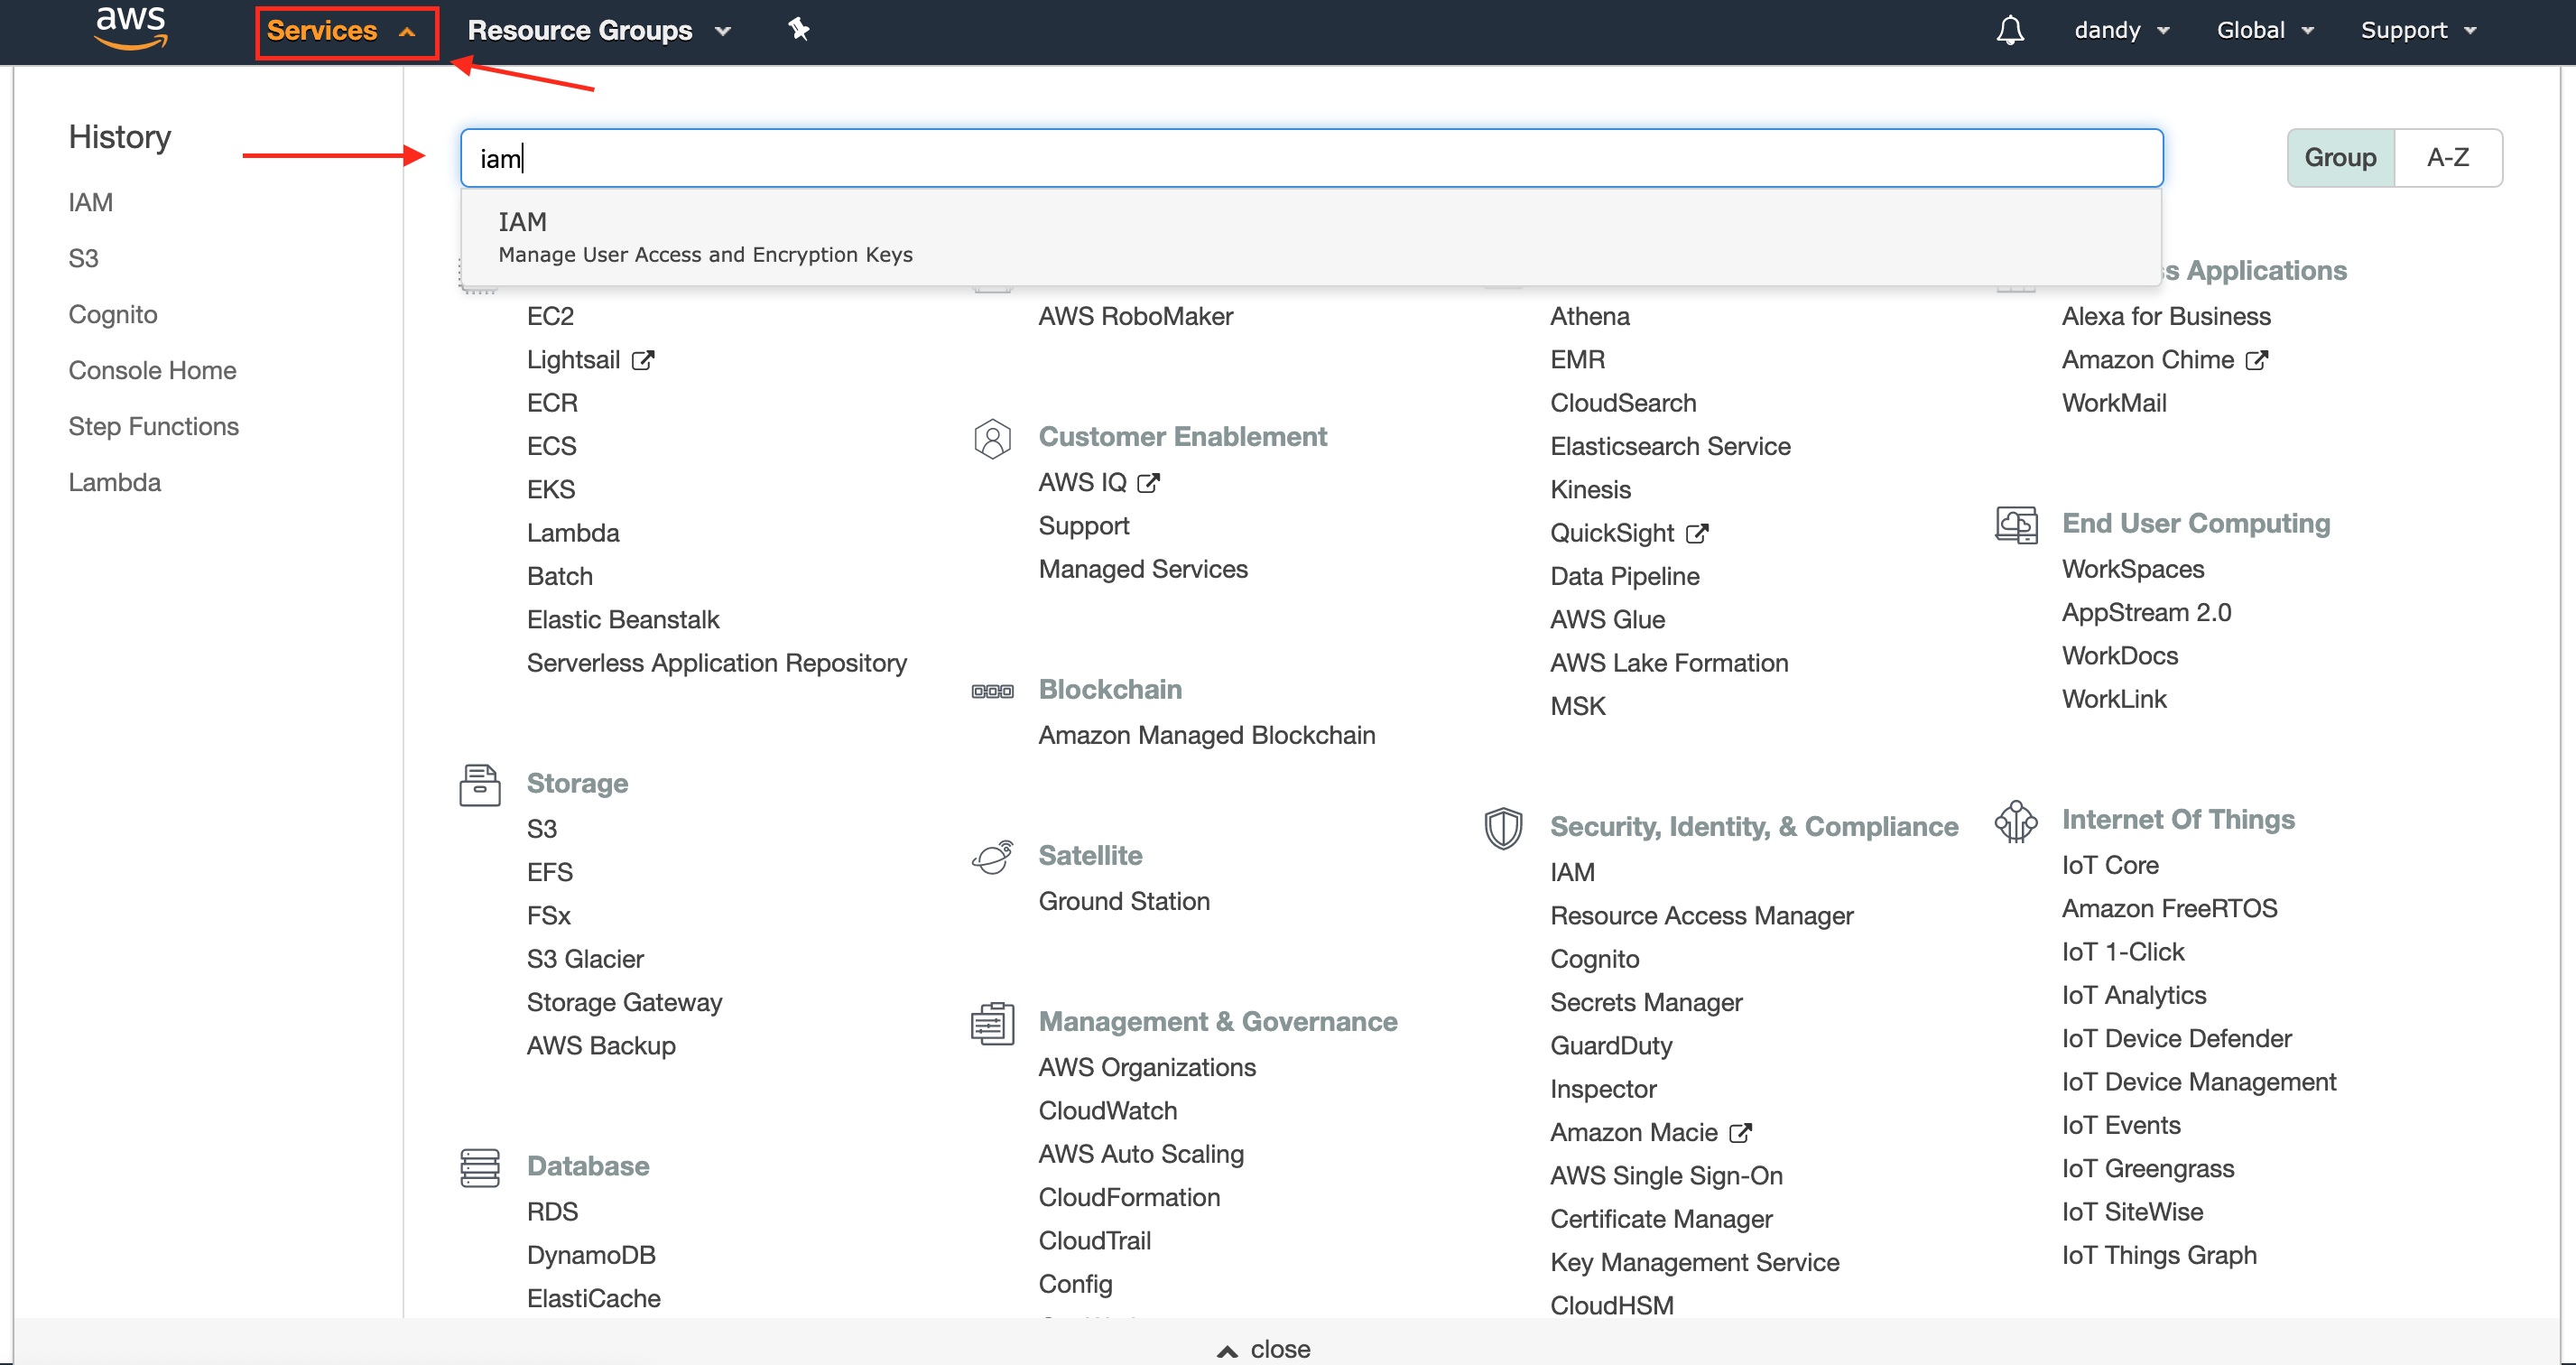 aws
Services
Resource Groups
dandy
Global
Support
History
IAM
S3
Cognito
Console Home
Step Functions
Lambda
iam
Group
A-Z
IAM
Manage User Access and Encryption Keys
EC2
Lightsail
ECR
ECS
EKS
Lambda
Batch
Elastic Beanstalk
Serverless Application Repository
Storage
S3
EFS
FSx
S3 Glacier
Storage Gateway
AWS Backup
Database
RDS
DynamoDB
ElastiCache
AWS RoboMaker
Customer Enablement
AWS IQ
Support
Managed Services
Blockchain
Amazon Managed Blockchain
Satellite
Ground Station
Management & Governance
AWS Organizations
CloudWatch
AWS Auto Scaling
CloudFormation
CloudTrail
Config
Athena
EMR
CloudSearch
Elasticsearch Service
Kinesis
QuickSight
Data Pipeline
AWS Glue
AWS Lake Formation
MSK
Security, Identity, & Compliance
IAM
Resource Access Manager
Cognito
Secrets Manager
GuardDuty
Inspector
Amazon Macie
AWS Single Sign-On
Certificate Manager
Key Management Service
CloudHSM
s Applications
Alexa for Business
Amazon Chime
WorkMail
End User Computing
WorkSpaces
AppStream 2.0
WorkDocs
WorkLink
Internet Of Things
IoT Core
Amazon FreeRTOS
IoT 1-Click
IoT Analytics
IoT Device Defender
IoT Device Management
IoT Events
IoT Greengrass
IoT SiteWise
IoT Things Graph
close